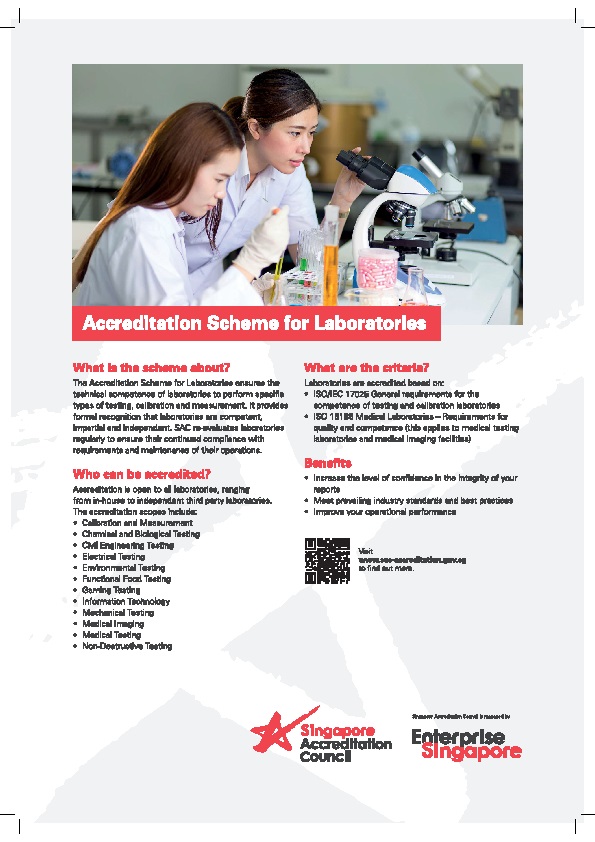 Accreditation Scheme for Laboratories
What is the scheme about?
The Accreditation Scheme for Laboratories ensures the
technical competence of laboratories to perform specific
types of testing, calibration and measurement. It provides
formal recognition that laboratories are competent,
impartial and independent. SAC re-evaluates laboratories
regularly to ensure their continued compliance with
requirements and maintenance of their operations.
Who can be accredited?
Accreditation is open to all laboratories, ranging
from in-house to independent third party laboratories.
The accreditation scopes include:
• Calibration and Measurement
• Chemical and Biological Testing
• Civil Engineering Testing
• Electrical Testing
• Environmental Testing
• Functional Food Testing
• Gaming Testing
• Information Technology
• Mechanical Testing
• Medical Imaging
• Medical Testing
• Non-Destructive Testing
What are the criteria?
Laboratories are accredited based on:
• ISO/IEC 17025 General requirements for the
competence of testing and calibration laboratories
• ISO 15189 Medical Laboratories – Requirements for
quality and competence (this applies to medical testing
laboratories and medical imaging facilities)
Benefits
• Increase the level of confidence in the integrity of your
reports
• Meet prevailing industry standards and best practices
• Improve your operational performance
Visit
www.sac-accreditation.gov.sg
to find out more.
Singapore
Accreditation
Council
Singapore Accreditation Council is managed by
Enterprise
Singapore